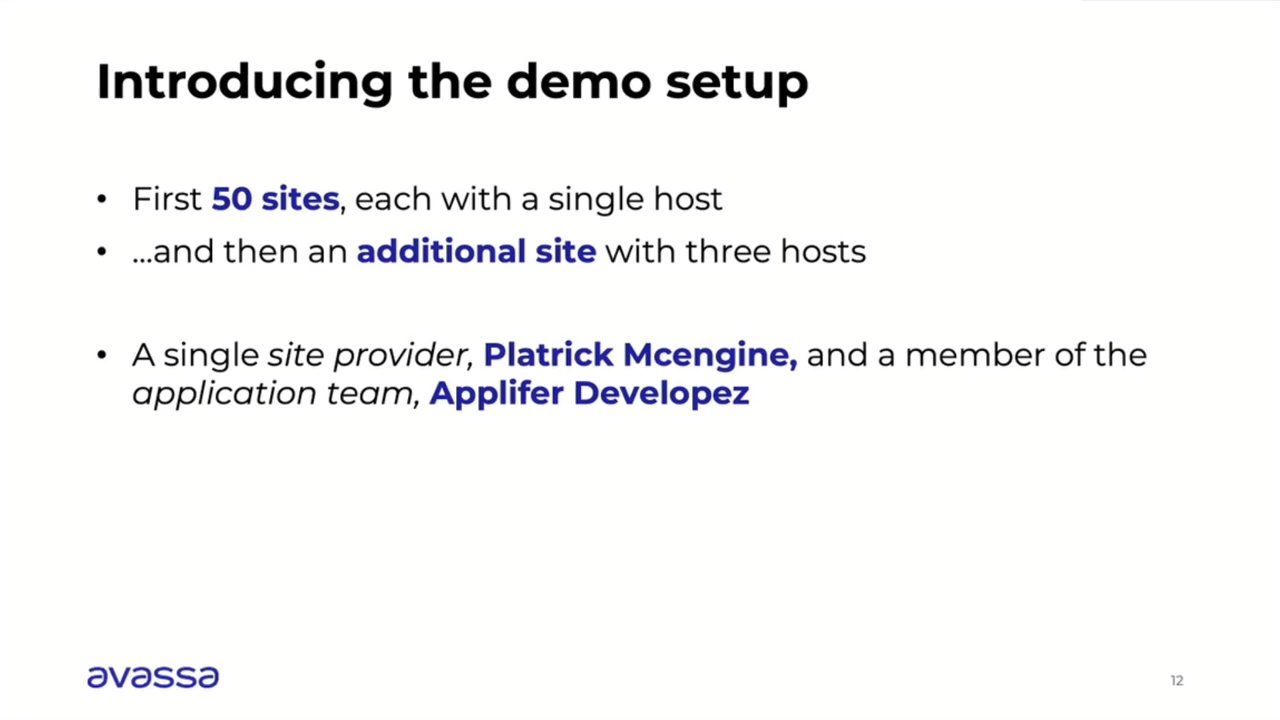 Introducing the demo setup
• First 50 sites, each with a single host
• ...and then an additional site with three hosts
• A single site provider, Platrick Mcengine, and a member of the
application team, Applifer Developez
avassa
12